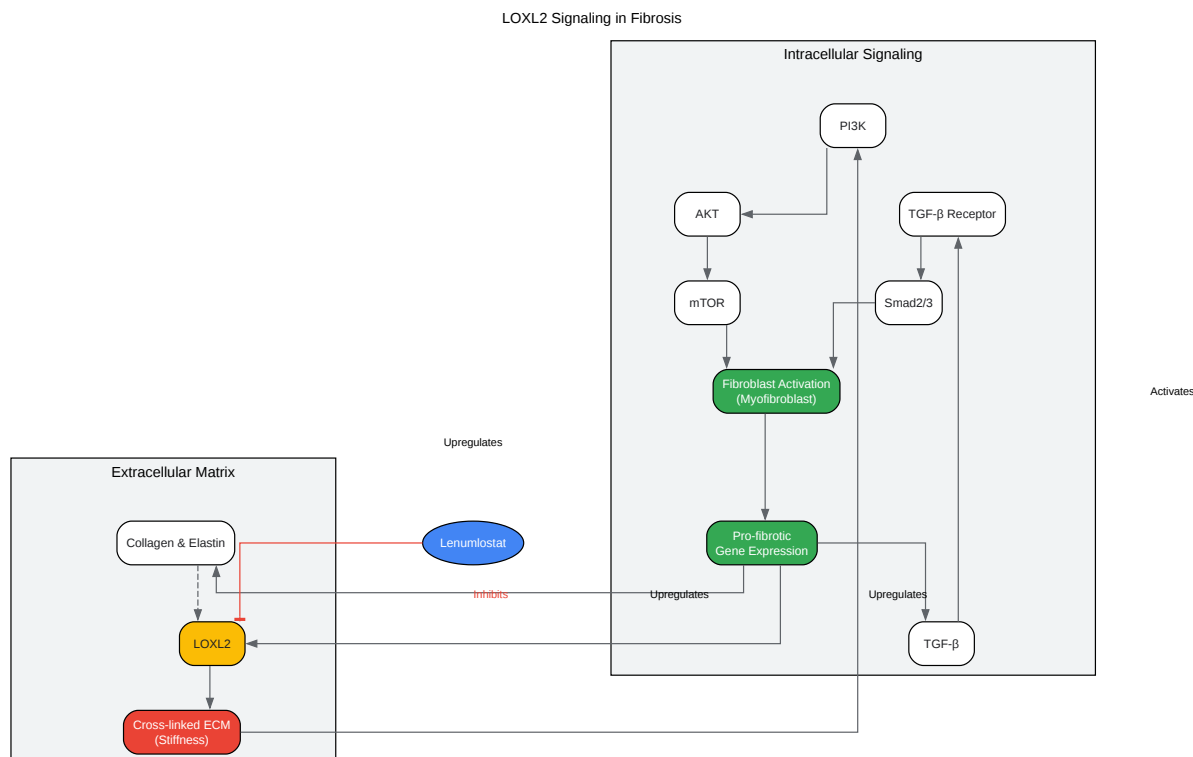 LOXL2 Signaling in Fibrosis
Intracellular Signaling
PI3K
AKT
TGF-β Receptor
mTOR
Smad2/3
Fibroblast Activation
(Myofibroblast)
Activates
Upregulates
Extracellular Matrix
Collagen & Elastin
Lenumlostat
Pro-fibrotic
Gene Expression
Inhibits
Upregulates
Upregulates
LOXL2
TGF-β
Cross-linked ECM
(Stiffness)